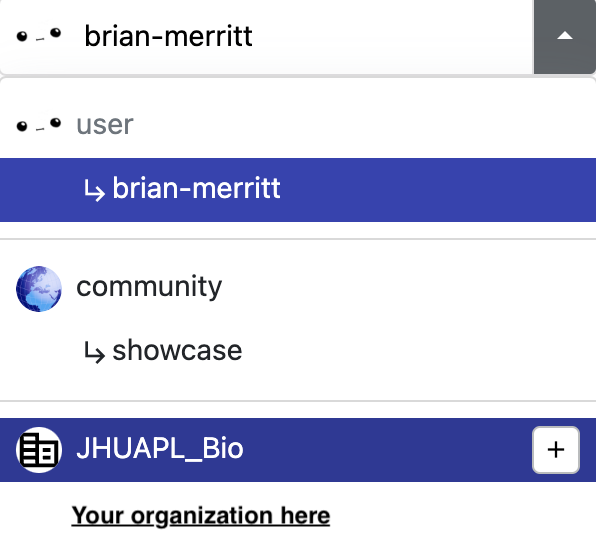 brian-merritt
user
↳ brian-merritt
community
↳ showcase
JHUAPL_Bio +
Your organization here